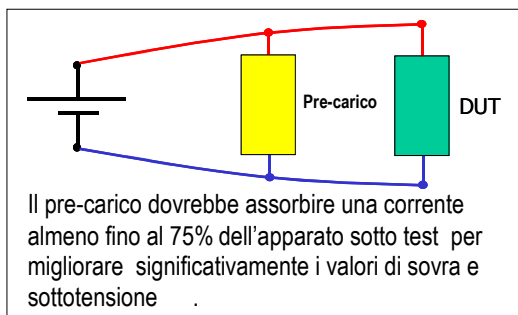 Pre-carico
DUT
Il pre-carico dovrebbe assorbire una corrente
almeno fino al 75% dell’apparato sotto test per
migliorare significativamente i valori di sovra e
sottotensione .